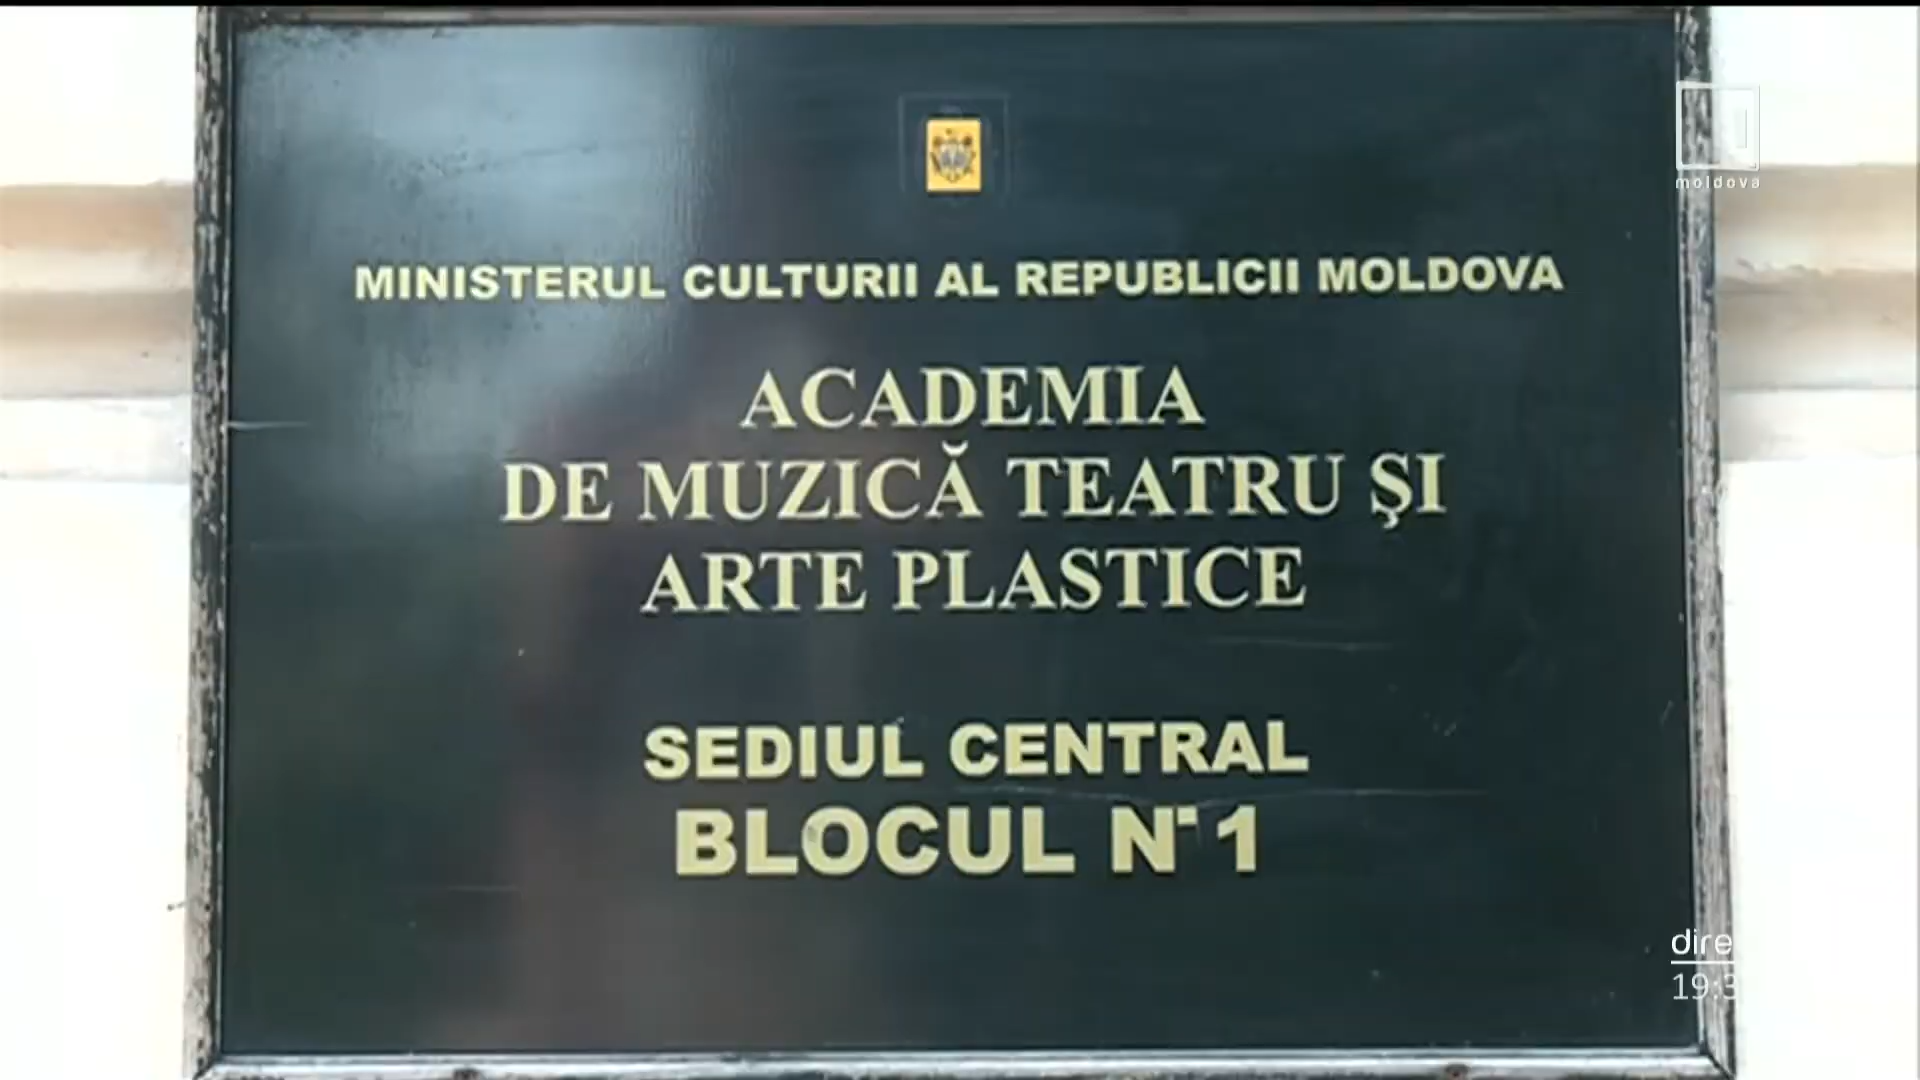 moldova
MINISTERUL CULTURII AL REPUBLICII MOLDOVA
ACADEMIA
DE MUZICĂ TEATRU ŞI
ARTE PLASTICE
SEDIUL CENTRAL
BLOCUL N° 1